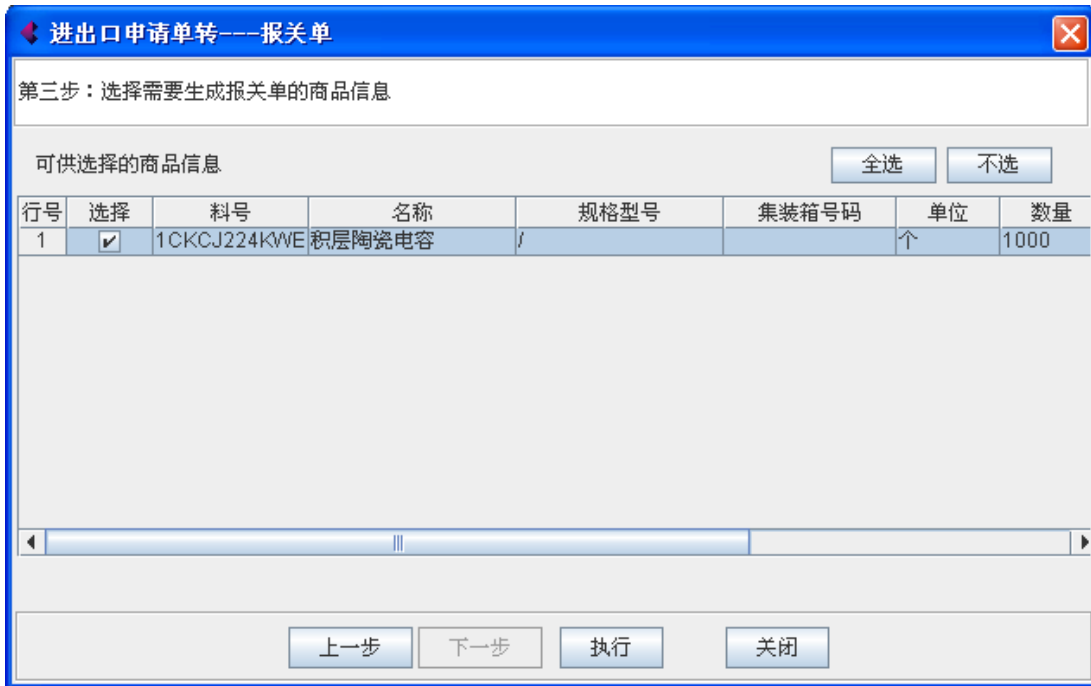 进出口申请单转---报关单
第三步：选择需要生成报关单的商品信息
可供选择的商品信息 全选 不选
行号 选择 料号 名称 规格型号 集装箱号码 单位 数量
1 1CKCJ224KWE 积层陶瓷电容 / 个 1000
上一步 下一步 执行 关闭